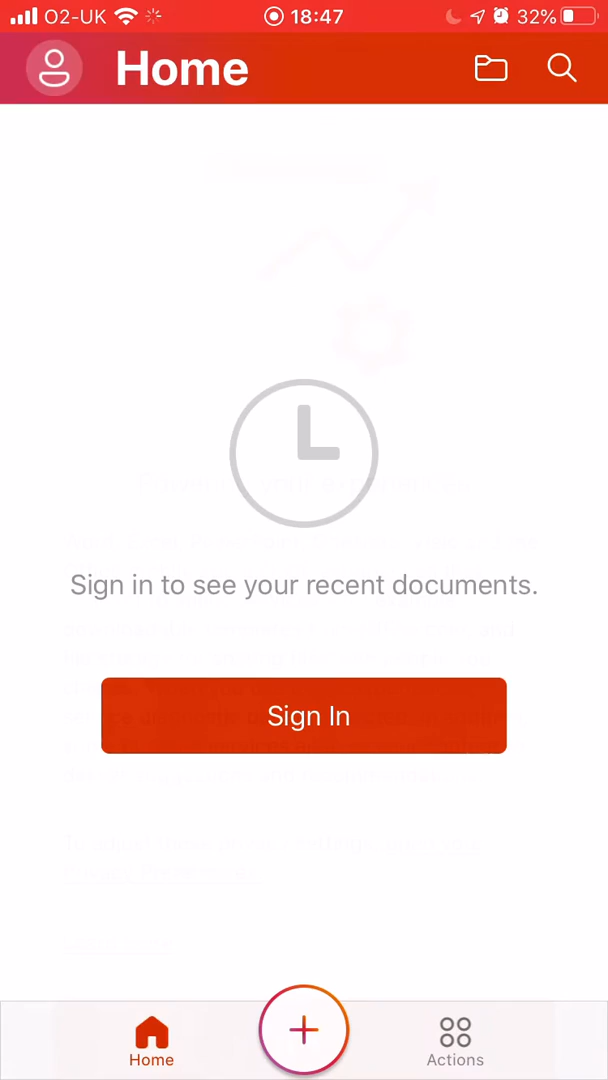 O2-UK 18:47 32%
Home
Sign in to see your recent documents.
Sign In
Home
Actions